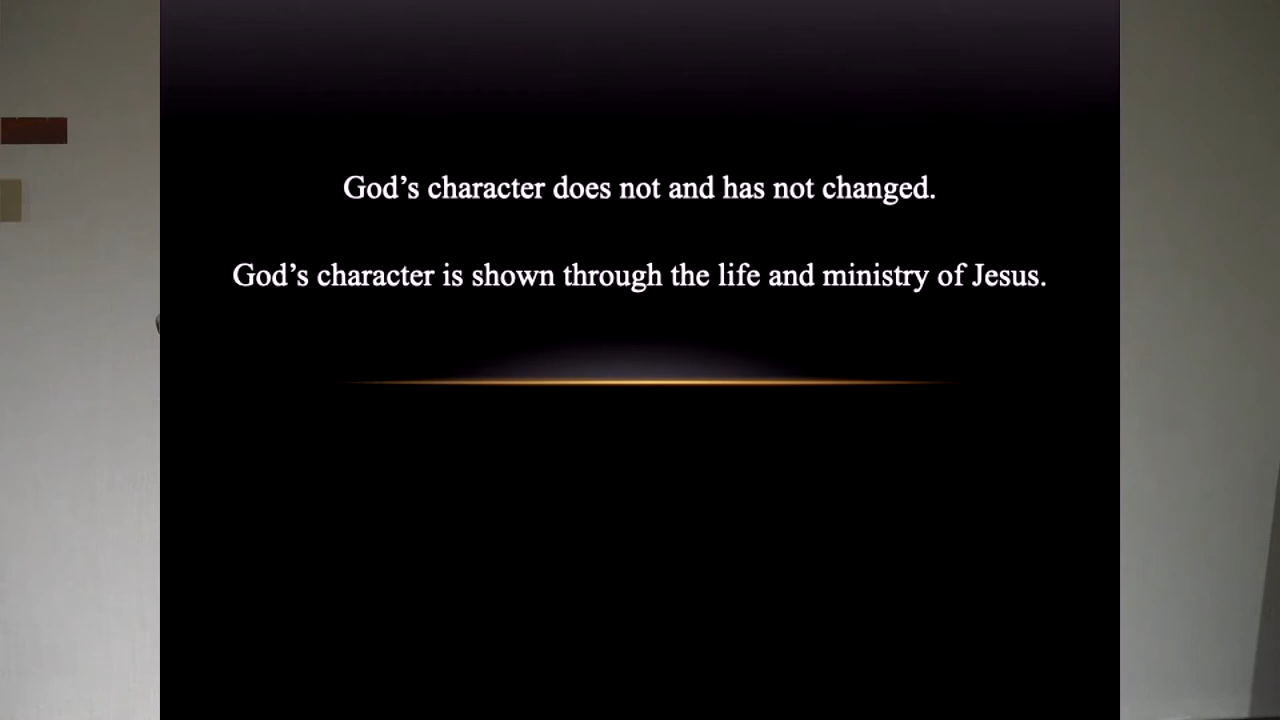 God’s character does not and has not changed.
God’s character is shown through the life and ministry of Jesus.